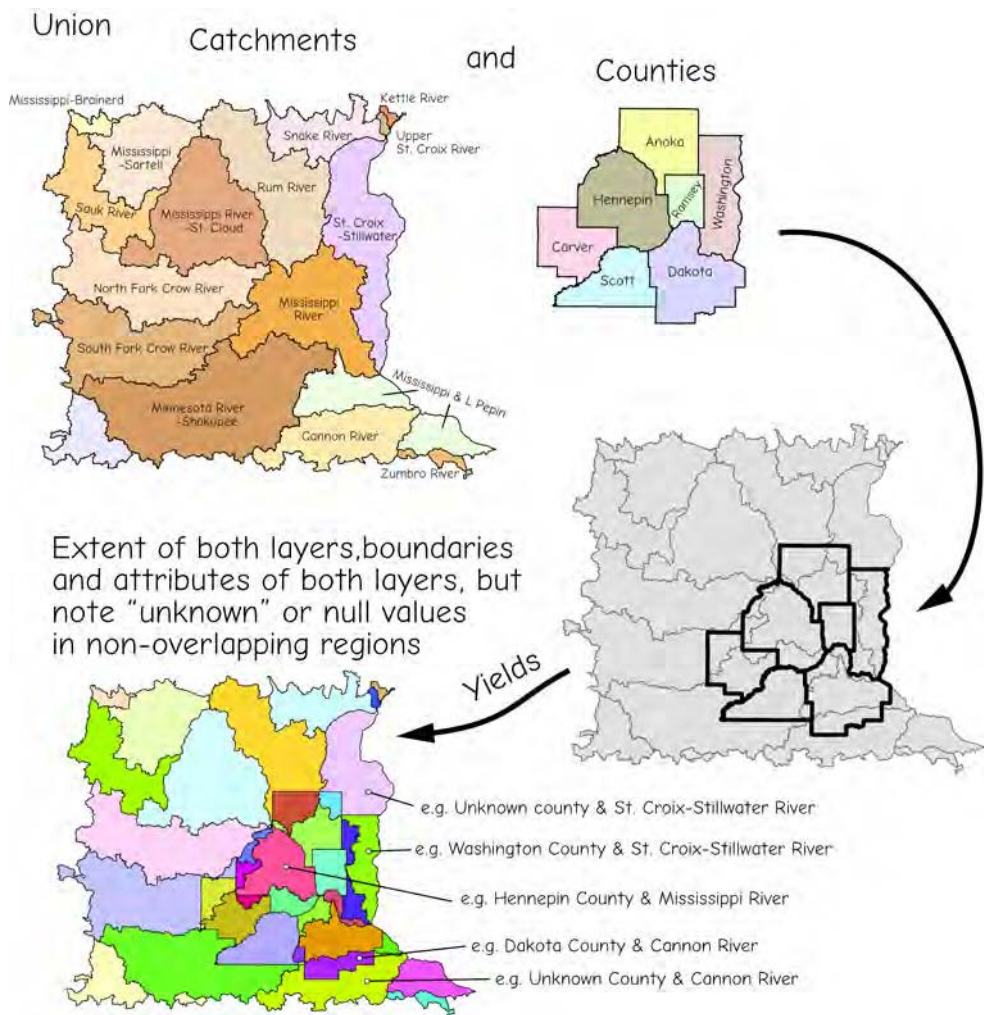 Union
Catchments
and
Counties
Mississippi-Brainerd
Kettle River
Snake River
Upper
St. Croix River
Mississippi
-Sartell
Rum River
Sauk River
Mississippi River
-St. Cloud
St. Croix
-Stillwater
North Fork Crow River
Mississippi
River
South Fork Crow River
Mississippi & L Pepin
Minnesota River
-Shakopee
Cannon River
Zumbro River
Anoka
Hennepin
Ramsey
Washington
Carver
Scott
Dakota
Extent of both layers,boundaries
and attributes of both layers, but
note “unknown” or null values
in non-overlapping regions
Yields
e.g. Unknown county & St. Croix-Stillwater River
e.g. Washington County & St. Croix-Stillwater River
e.g. Hennepin County & Mississippi River
e.g. Dakota County & Cannon River
e.g. Unknown County & Cannon River